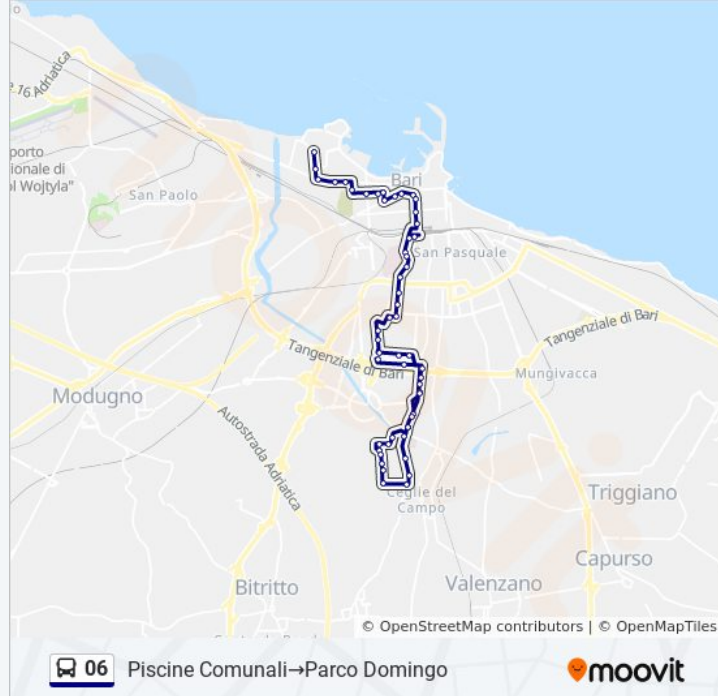 16 Adriatica
porto
ionale di
ol Wojtyla"
San Paolo
Bari
San Pasquale
Tangenziale di Bari
Tangenziale di Bari
Mungivacca
Modugno
Autostrada Adriatica
Ceglie del
Campo
Triggiano
Capurso
Bitritto
Valenzano
© OpenStreetMap contributors | © OpenMapTiles
06 Piscine Comunali→Parco Domingo
moovit